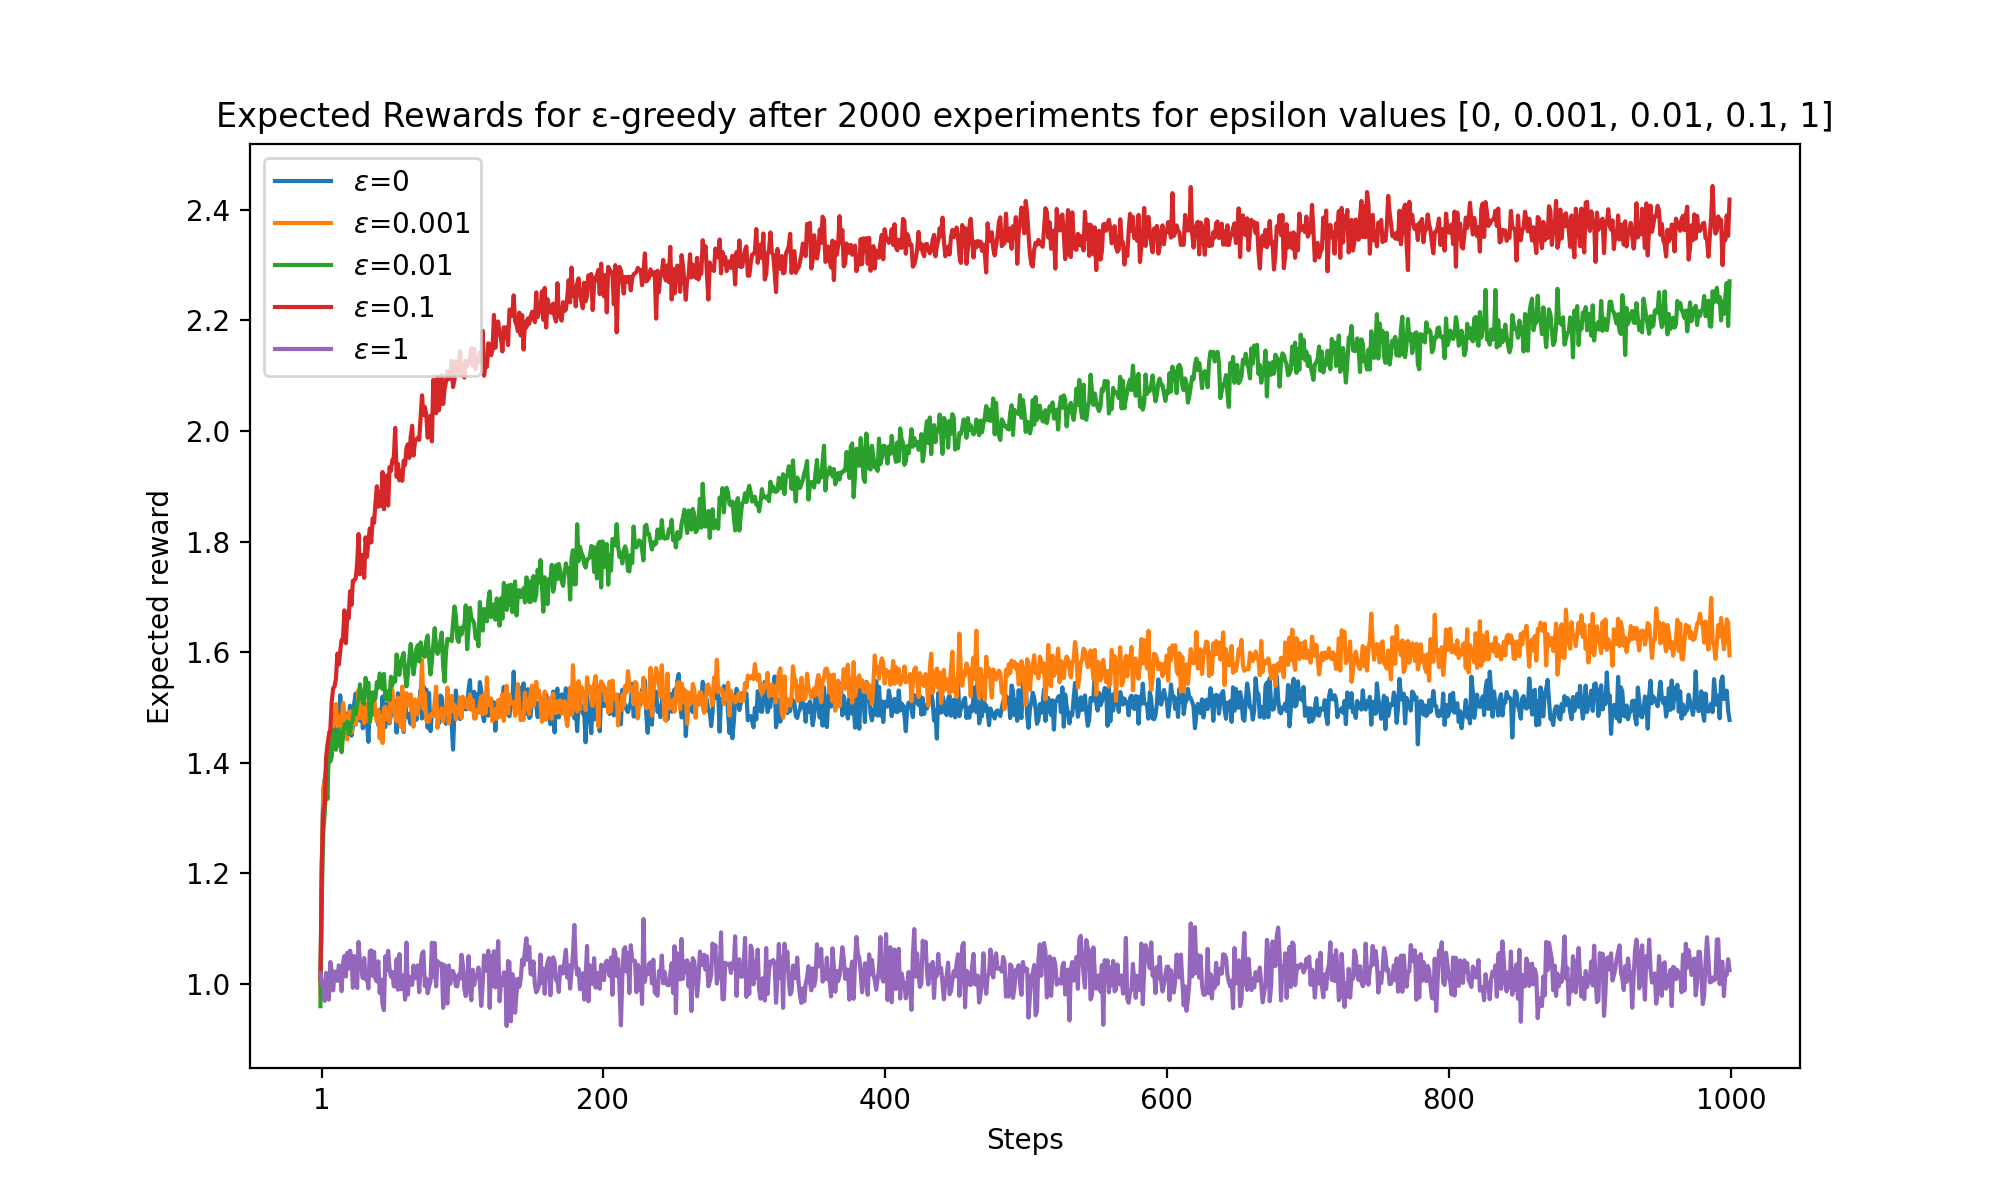 Expected Rewards for ε-greedy after 2000 experiments for epsilon values [0, 0.001, 0.01, 0.1, 1]
ε=0
ε=0.001
ε=0.01
ε=0.1
ε=1
Expected reward
2.4
2.2
2.0
1.8
1.6
1.4
1.2
1.0
1
200
400
600
800
1000
Steps